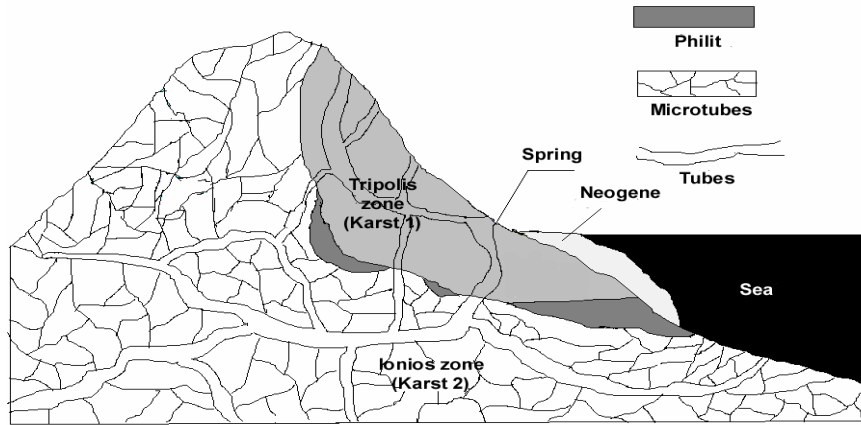 Philit
Microtubes
Tubes
Spring
Neogene
Tripolis
zone
(Karst 1)
Sea
Ionios zone
(Karst 2)